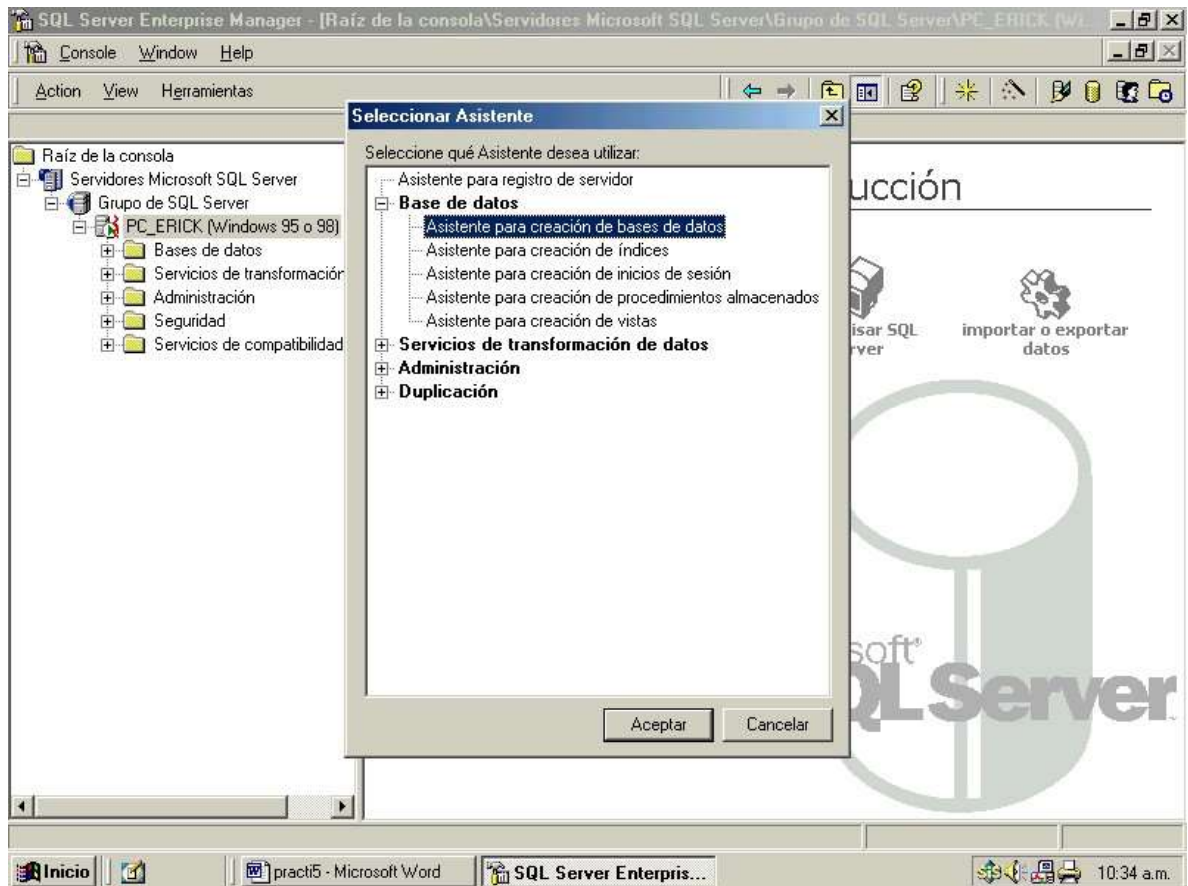 SQL Server Enterprise Manager - [Raíz de la consola\Servidores Microsoft SQL Server\Grupo de SQL Server\PC_ERICK (Wi...
Console Window Help
Action View Herramientas
Seleccionar Asistente
Seleccione qué Asistente desea utilizar:
Asistente para registro de servidor
Base de datos
Asistente para creación de bases de datos
Asistente para creación de índices
Asistente para creación de inicios de sesión
Asistente para creación de procedimientos almacenados
Asistente para creación de vistas
Servicios de transformación de datos
Administración
Duplicación
Aceptar Cancelar
Raíz de la consola
Servidores Microsoft SQL Server
Grupo de SQL Server
PC_ERICK (Windows 95 o 98)
Bases de datos
Servicios de transformación
Administración
Seguridad
Servicios de compatibilidad
ucción
isar SQL
rver
importar o exportar
datos
soft
QL Server
Inicio practi5 - Microsoft Word SQL Server Enterpris... 10:34 a.m.